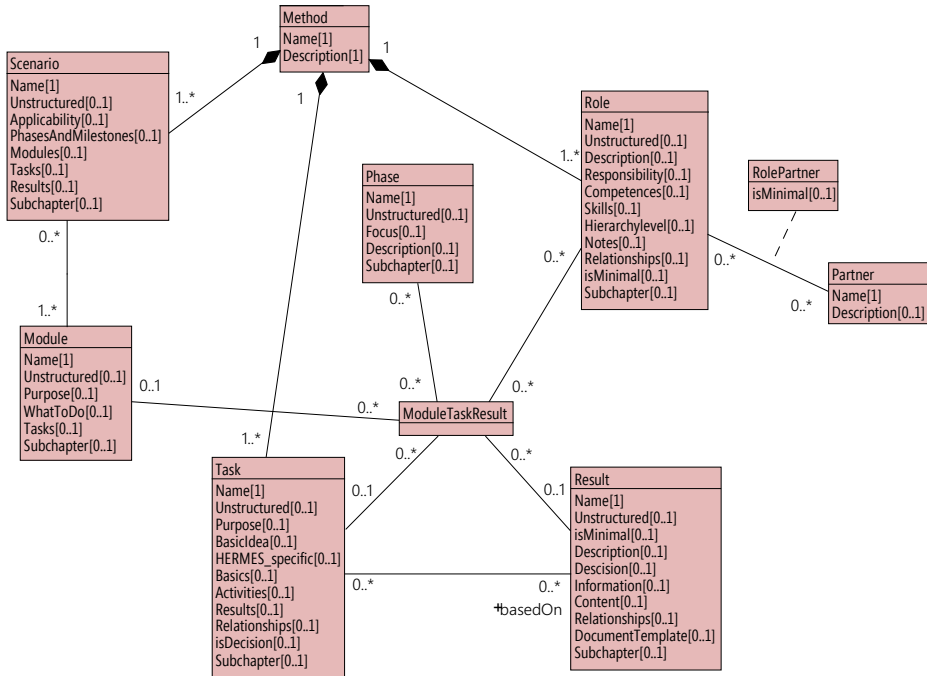 Method
Name[1]
Description[1]
1
1
1
Scenario
Name[1]
Unstructured[0..1]
Applicability[0..1]
PhasesAndMilestones[0..1]
Modules[0..1]
Tasks[0..1]
Results[0..1]
Subchapter[0..1]
1..*
0..*
1..*
Role
Name[1]
Unstructured[0..1]
Description[0..1]
Responsibility[0..1]
Competences[0..1]
Skills[0..1]
Hierarchylevel[0..1]
Notes[0..1]
Relationships[0..1]
isMinimal[0..1]
Subchapter[0..1]
1..*
0..*
0..*
RolePartner
isMinimal[0..1]
Partner
Name[1]
Description[0..1]
0..*
Phase
Name[1]
Unstructured[0..1]
Focus[0..1]
Description[0..1]
Subchapter[0..1]
0..*
Module
Name[1]
Unstructured[0..1]
Purpose[0..1]
WhatToDo[0..1]
Tasks[0..1]
Subchapter[0..1]
0..1
0..*
0..*
0..*
ModuleTaskResult
0..*
0..*
1..*
Task
Name[1]
Unstructured[0..1]
Purpose[0..1]
BasicIdea[0..1]
HERMES_specific[0..1]
Basics[0..1]
Activities[0..1]
Results[0..1]
Relationships[0..1]
isDecision[0..1]
Subchapter[0..1]
0..1
0..*
0..1
0..*
+basedOn
Result
Name[1]
Unstructured[0..1]
isMinimal[0..1]
Description[0..1]
Descision[0..1]
Information[0..1]
Content[0..1]
Relationships[0..1]
DocumentTemplate[0..1]
Subchapter[0..1]